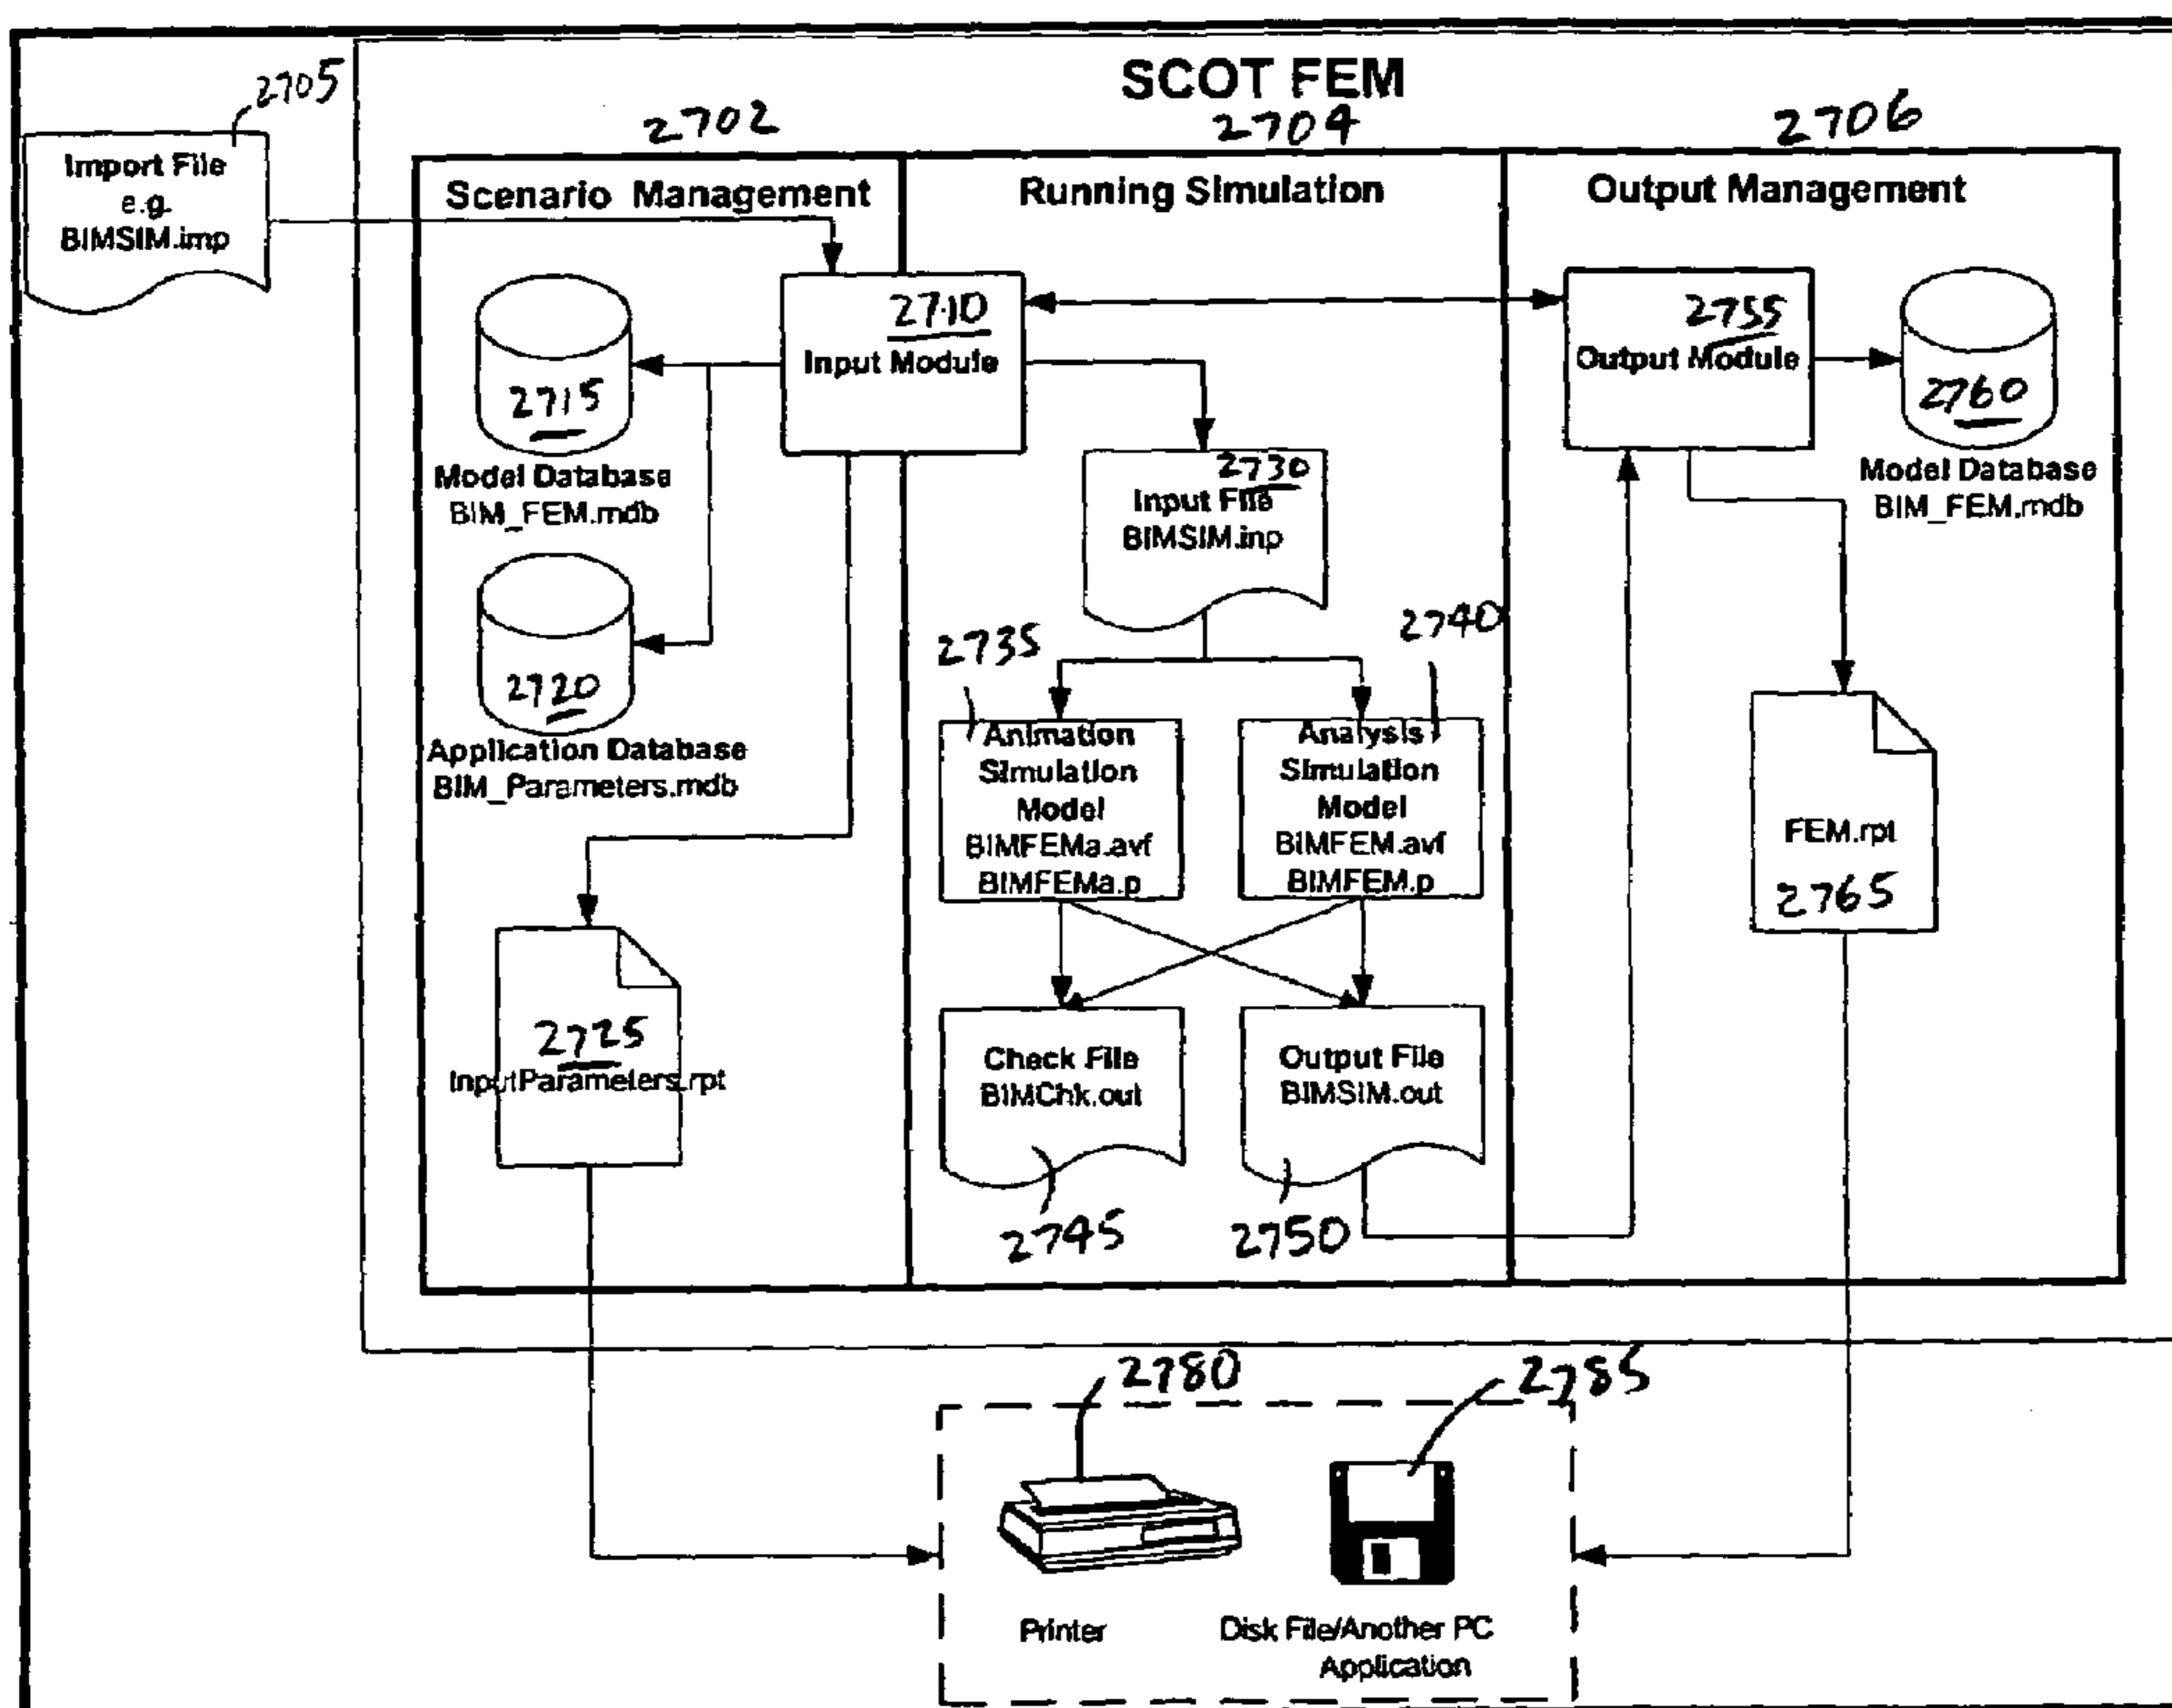 SCOT FEM
2705
2702
2704
2706
Import File
e.g.
BIMSIM.imp
Scenario Management
Running Simulation
Output Management
2710
Input Module
2715
Model Database
BIM_FEM.mdb
2720
Application Database
BIM_Parameters.mdb
2725
InputParameters.rpt
2730
Input File
BIMSIM.inp
2735
Animation
Simulation
Model
BIMFEMa.avf
BIMFEMa.p
2740
Analysis
Simulation
Model
BIMFEM.avf
BIMFEM.p
Check File
BIMChk.out
2745
Output File
BIMSIM.out
2750
2755
Output Module
2760
Model Database
BIM_FEM.mdb
FEM.rpt
2765
2780
2785
Printer
Disk File/Another PC
Application